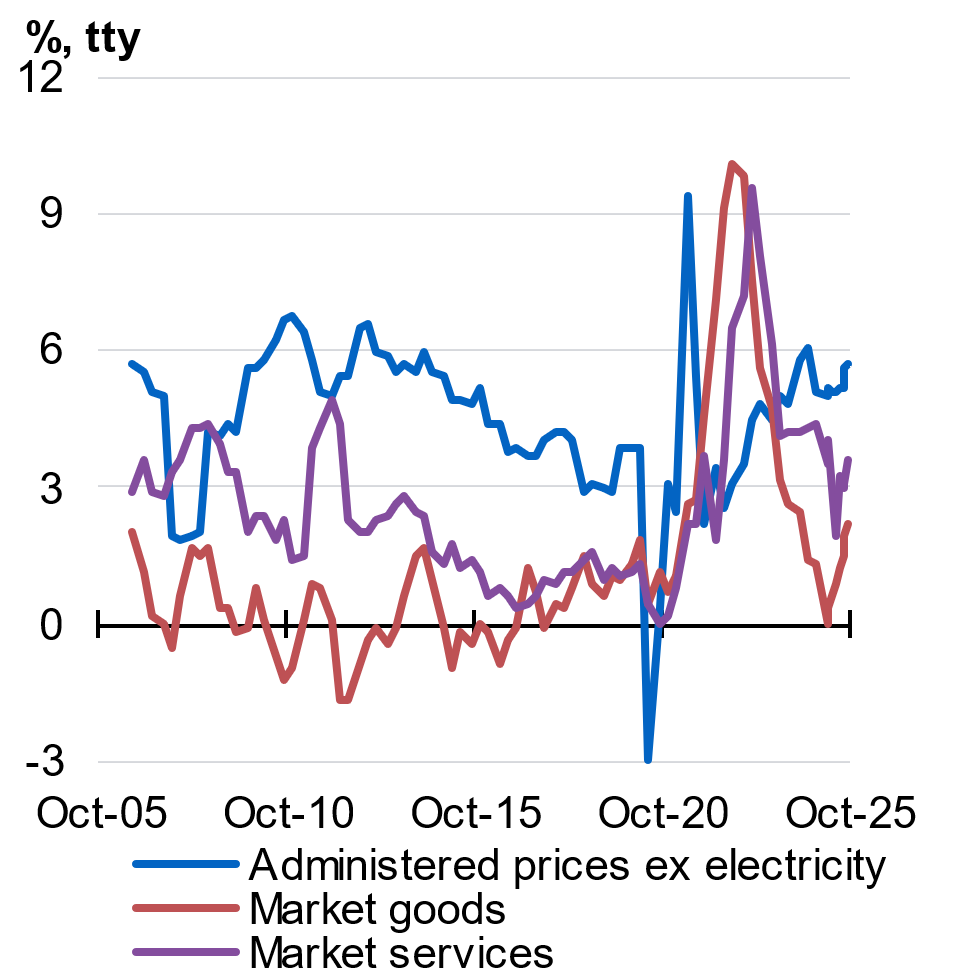 %, tty
12
9
6
3
0
-3
Oct-05 Oct-10 Oct-15 Oct-20 Oct-25
Administered prices ex electricity
Market goods
Market services